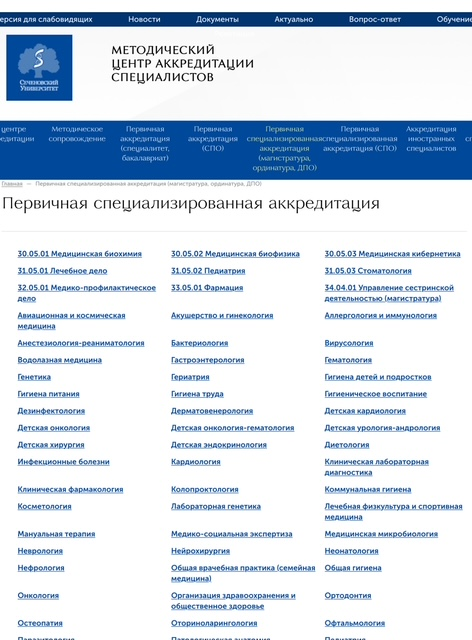 ерсия для слабовидящих Новости Документы Актуально Вопрос-ответ Обучени
МЕТОДИЧЕСКИЙ
ЦЕНТР АККРЕДИТАЦИИ
СПЕЦИАЛИСТОВ
Сеченовский
Университет
центре
Методическое
сопровождение
Первичная
аккредитация
(специалитет,
бакалавриат)
Первичная
аккредитация
(СПО)
Первичная
специализированная
аккредитация
(магистратура,
ординатура, ДПО)
Первичная
специализированная
аккредитация (СПО)
Аккредитация
иностранных
специалистов
Главная — Первичная специализированная аккредитация (магистратура, ординатура, ДПО)
Первичная специализированная аккредитация
30.05.01 Медицинская биохимия 30.05.02 Медицинская биофизика 30.05.03 Медицинская кибернетика
31.05.01 Лечебное дело 31.05.02 Педиатрия 31.05.03 Стоматология
32.05.01 Медико-профилактическое
дело
33.05.01 Фармация
34.04.01 Управление сестринской
деятельностью (магистратура)
Авиационная и космическая
медицина
Акушерство и гинекология
Аллергология и иммунология
Анестезиология-реаниматология Бактериология Вирусология
Водолазная медицина Гастроэнтерология Гематология
Генетика Гериатрия Гигиена детей и подростков
Гигиена питания Гигиена труда Гигиеническое воспитание
Дезинфектология Дерматовенерология Детская кардиология
Детская онкология Детская онкология-гематология Детская урология-андрология
Детская хирургия Детская эндокринология Диетология
Инфекционные болезни Кардиология
Клиническая лабораторная
диагностика
Клиническая фармакология Колопроктология Коммунальная гигиена
Косметология Лабораторная генетика
Лечебная физкультура и спортивная
медицина
Мануальная терапия Медико-социальная экспертиза Медицинская микробиология
Неврология Нейрохирургия Неонатология
Нефрология
Общая врачебная практика (семейная
медицина)
Общая гигиена
Онкология
Организация здравоохранения и
общественное здоровье
Ортодонтия
Остеопатия Оториноларингология Офтальмология